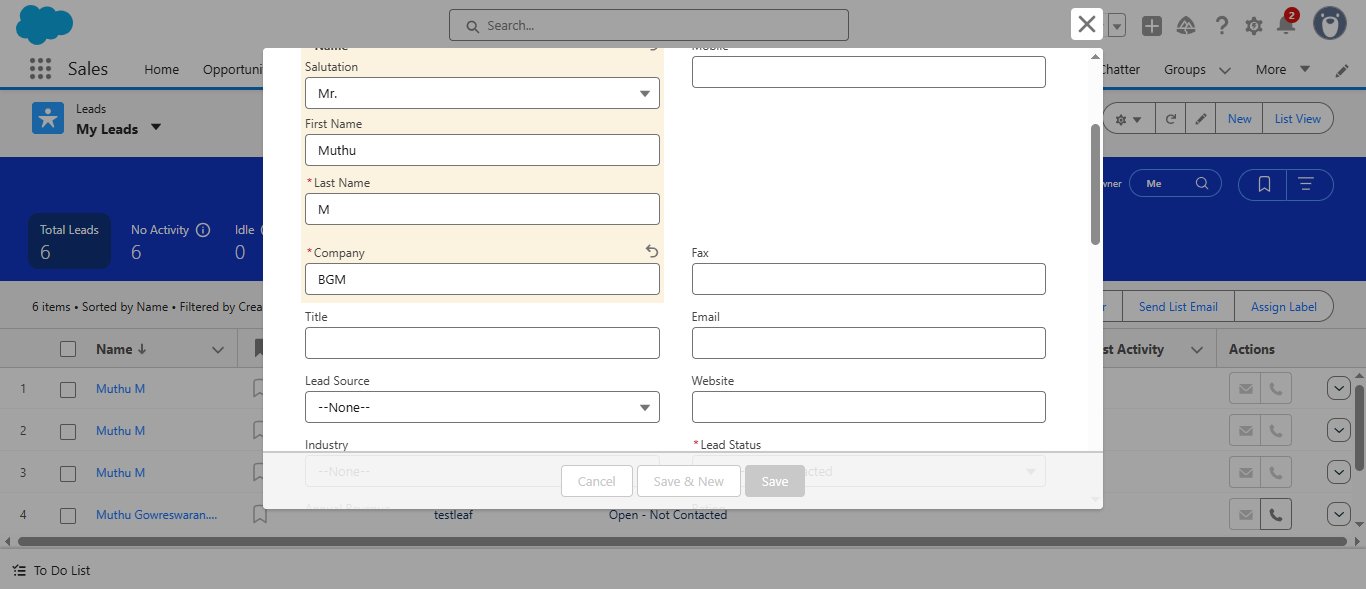 Search...
2
Sales
Home
Opportuni
Chatter
Groups
More
Leads
My Leads
New
List View
Name
Mobile
Salutation
Mr.
First Name
Muthu
*Last Name
M
*Company
BGM
Fax
Title
Email
Lead Source
--None--
Website
Industry
*Lead Status
--None--
Cancel
Save & New
Save
wner
Me
Total Leads
6
No Activity
6
Idle
0
6 items • Sorted by Name • Filtered by Crea
r
Send List Email
Assign Label
Name
st Activity
Actions
1
Muthu M
2
Muthu M
3
Muthu M
4
Muthu Gowreswaran....
testleaf
Open - Not Contacted
To Do List